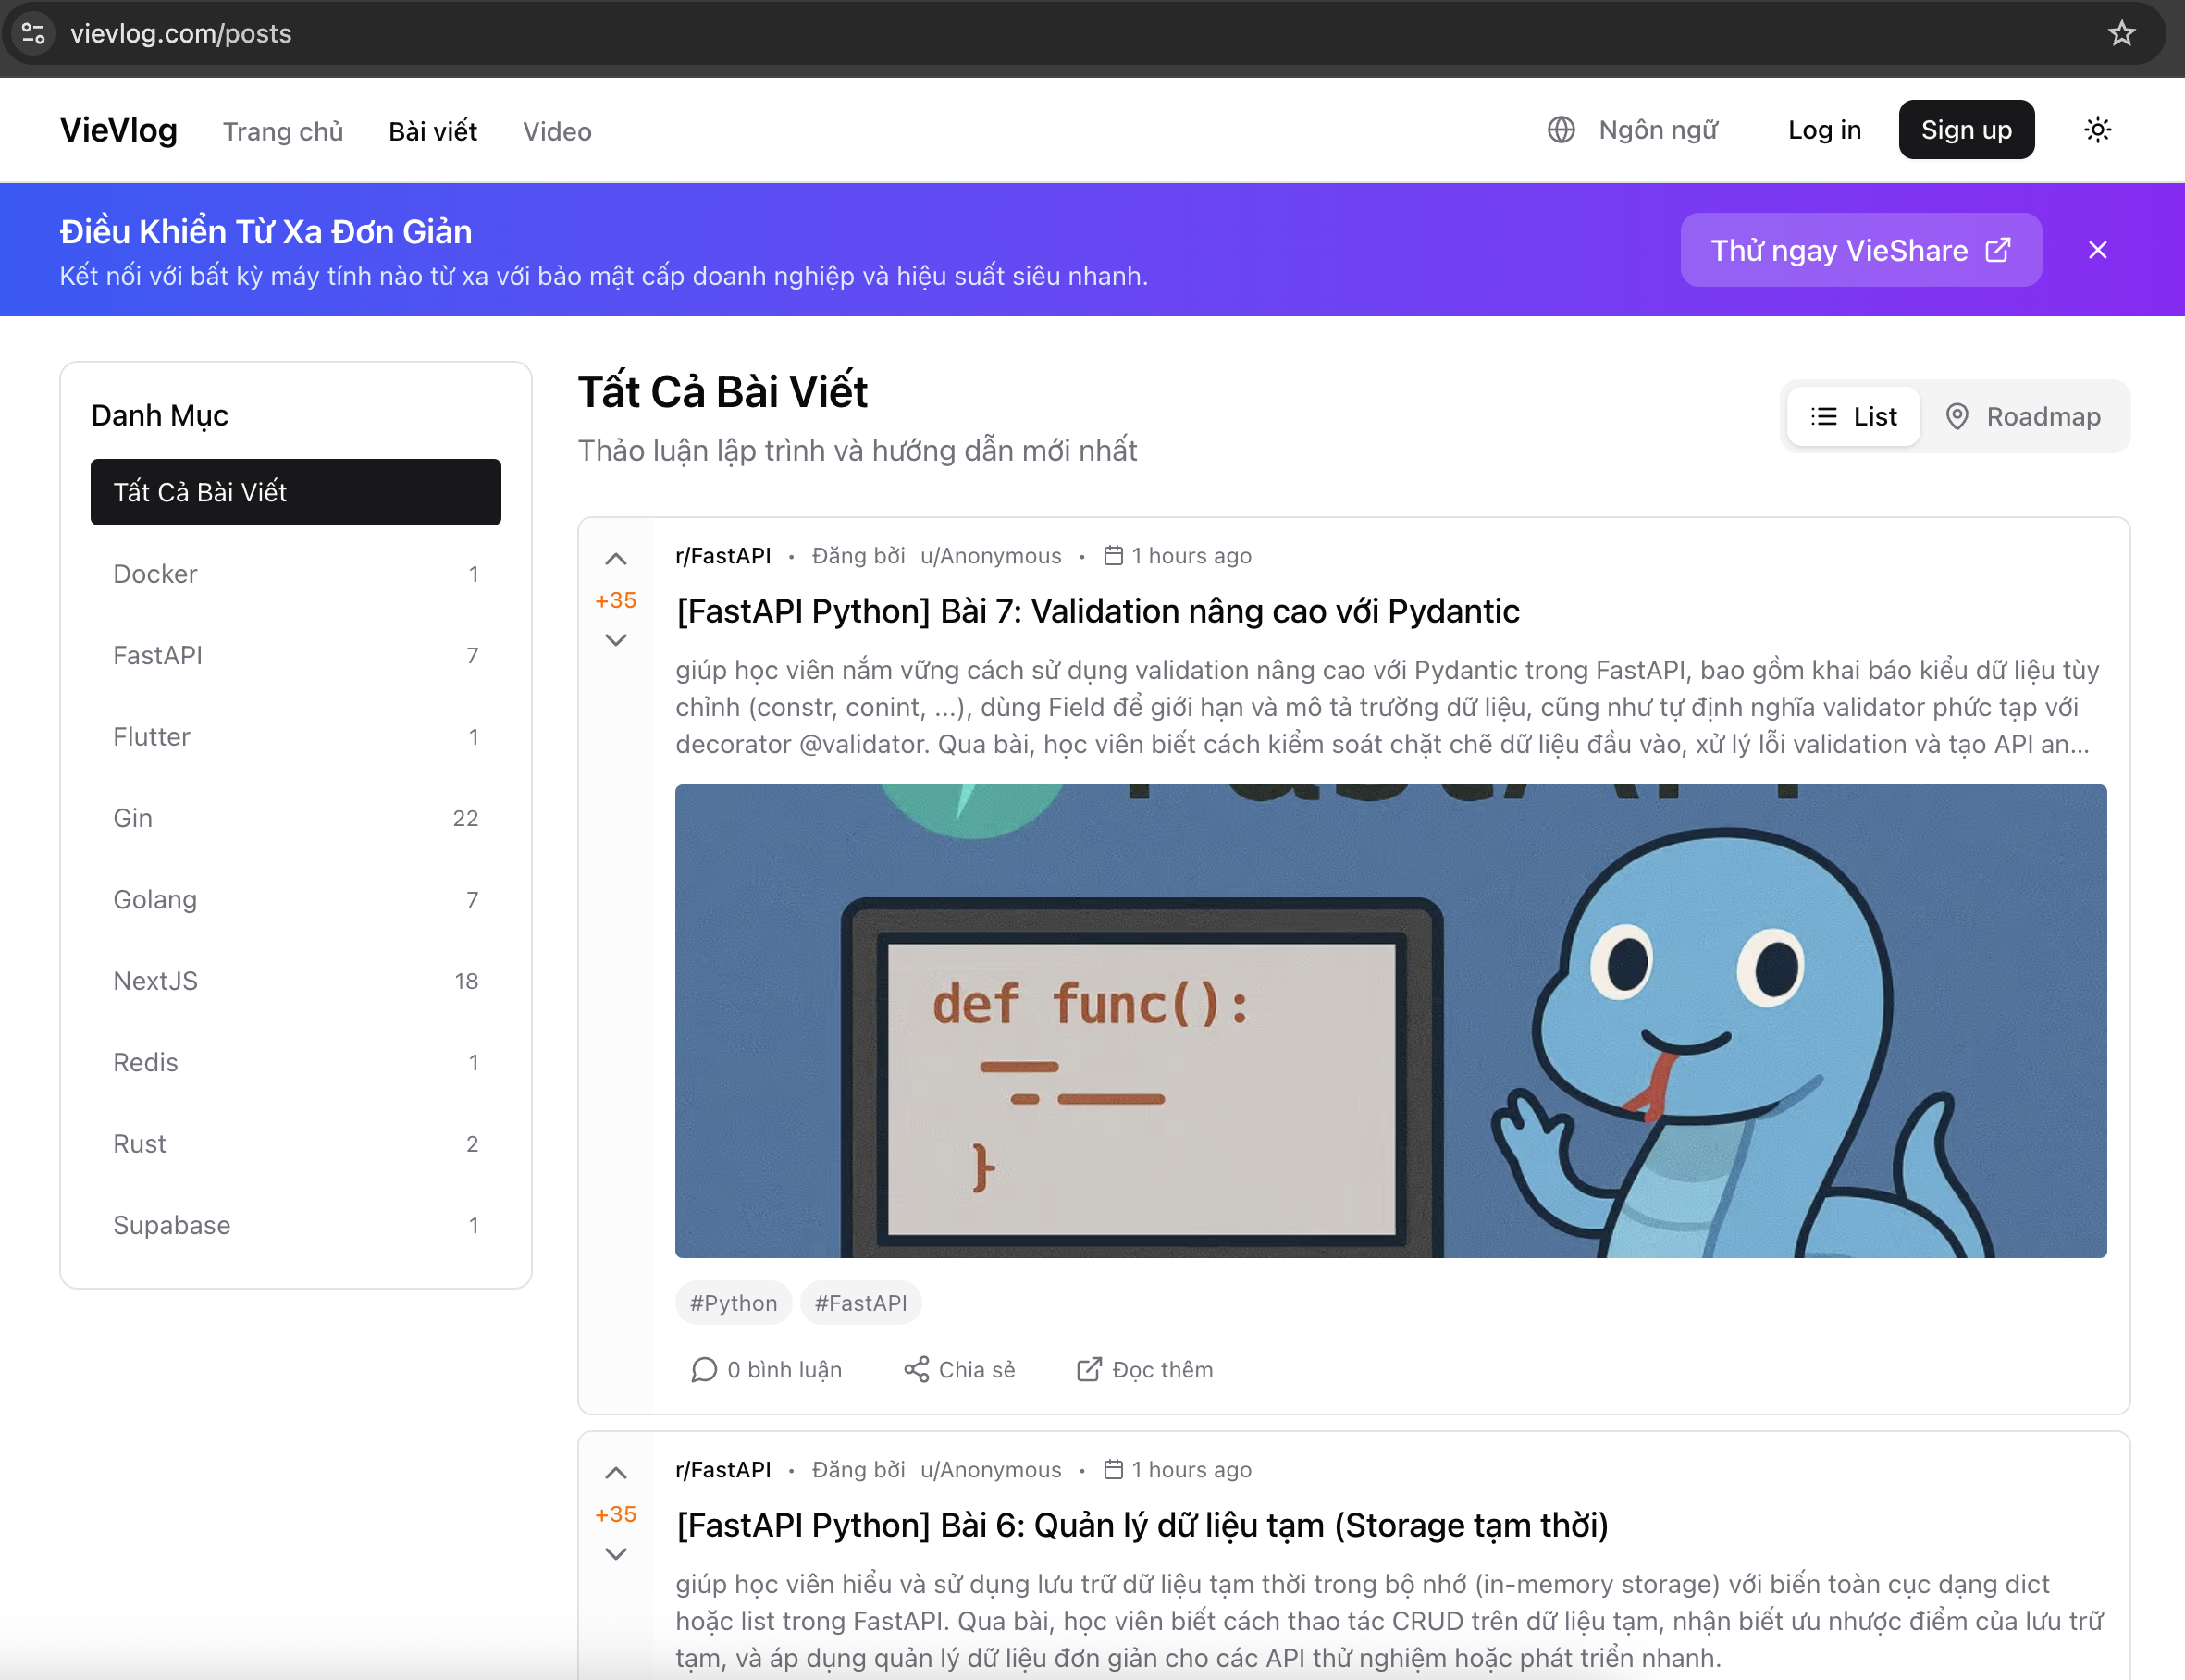 vievlog.com/posts
VieVlog
Trang chủ
Bài viết
Video
Ngôn ngữ
Log in
Sign up
Điều Khiển Từ Xa Đơn Giản
Kết nối với bất kỳ máy tính nào từ xa với bảo mật cấp doanh nghiệp và hiệu suất siêu nhanh.
Thử ngay VieShare
Danh Mục
Tất Cả Bài Viết
Docker 1
FastAPI 7
Flutter 1
Gin 22
Golang 7
NextJS 18
Redis 1
Rust 2
Supabase 1
Tất Cả Bài Viết
Thảo luận lập trình và hướng dẫn mới nhất
List
Roadmap
r/FastAPI • Đăng bởi u/Anonymous • 1 hours ago
+35
[FastAPI Python] Bài 7: Validation nâng cao với Pydantic
giúp học viên nắm vững cách sử dụng validation nâng cao với Pydantic trong FastAPI, bao gồm khai báo kiểu dữ liệu tùy
chỉnh (constr, conint, ...), dùng Field để giới hạn và mô tả trường dữ liệu, cũng như tự định nghĩa validator phức tạp với
decorator @validator. Qua bài, học viên biết cách kiểm soát chặt chẽ dữ liệu đầu vào, xử lý lỗi validation và tạo API an...
FastAPI
def func():
}
#Python
#FastAPI
0 bình luận
Chia sẻ
Đọc thêm
r/FastAPI • Đăng bởi u/Anonymous • 1 hours ago
+35
[FastAPI Python] Bài 6: Quản lý dữ liệu tạm (Storage tạm thời)
giúp học viên hiểu và sử dụng lưu trữ dữ liệu tạm thời trong bộ nhớ (in-memory storage) với biến toàn cục dạng dict
hoặc list trong FastAPI. Qua bài, học viên biết cách thao tác CRUD trên dữ liệu tạm, nhận biết ưu nhược điểm của lưu trữ
tạm, và áp dụng quản lý dữ liệu đơn giản cho các API thử nghiệm hoặc phát triển nhanh.